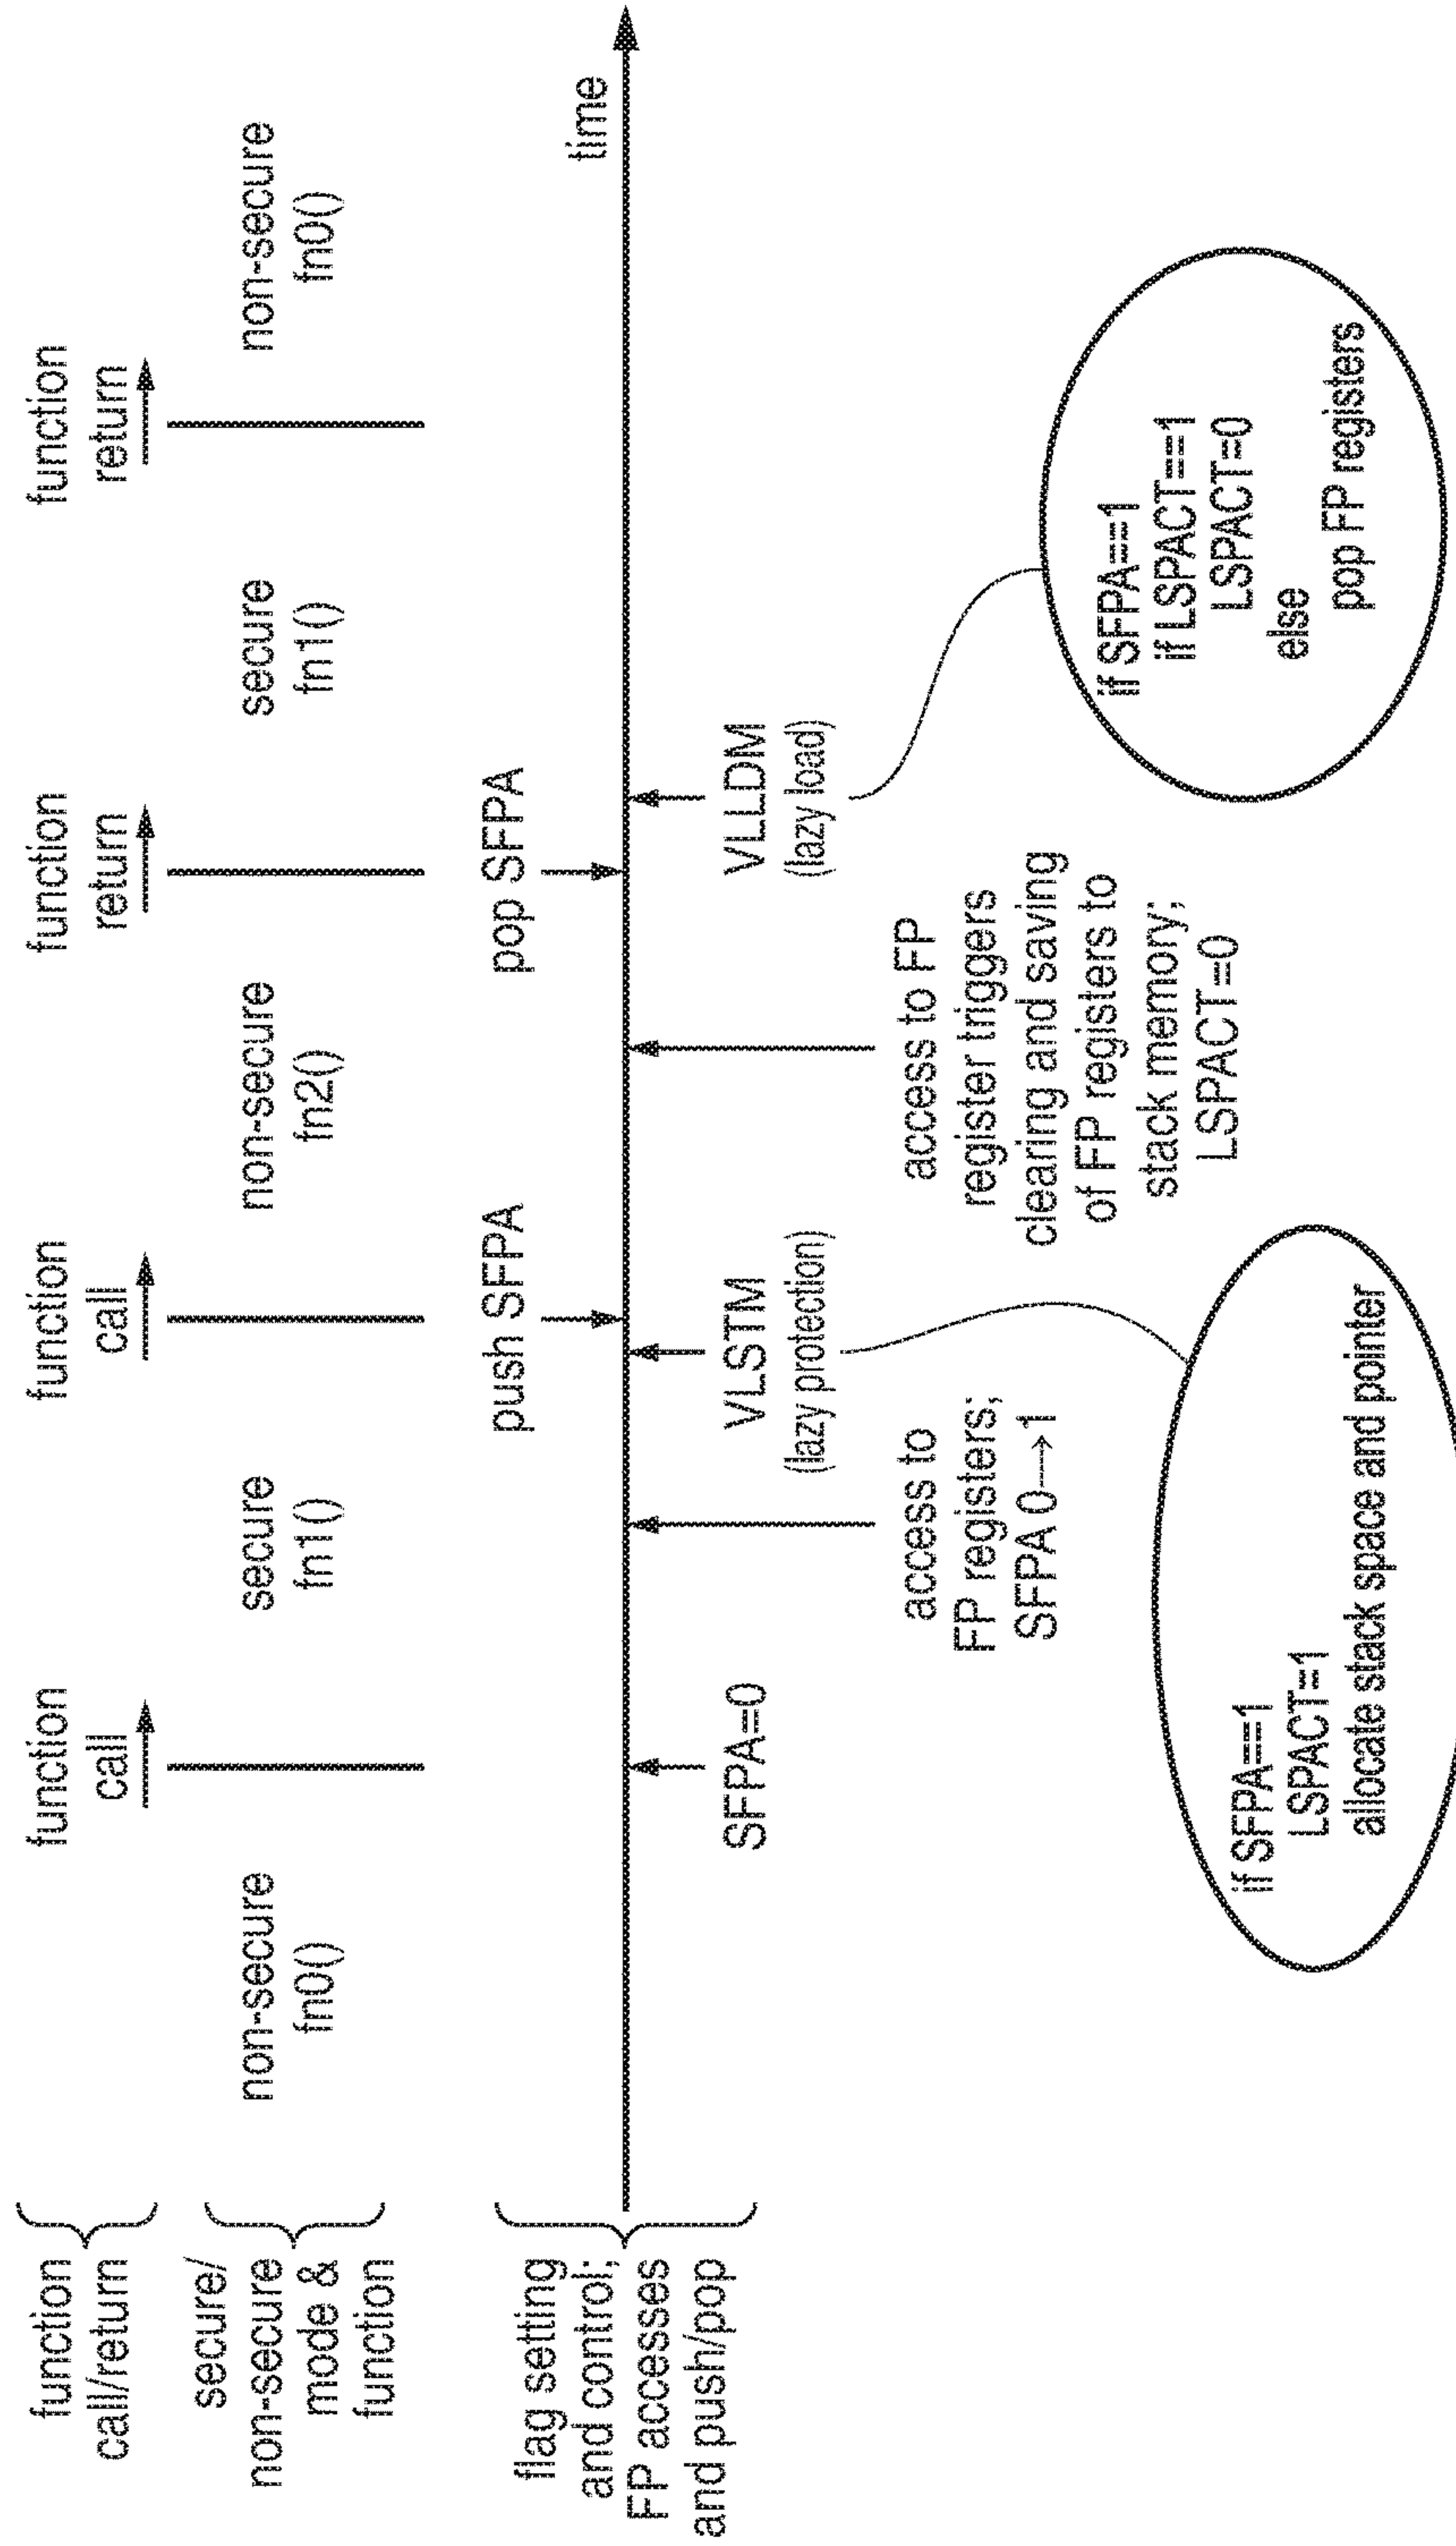 function
call/return
function
call
function
call
function
return
function
return
secure/
non-secure
mode &
function
non-secure
fn0()
secure
fn1()
non-secure
fn2()
secure
fn1()
non-secure
fn0()
flag setting
and control;
FP accesses
and push/pop
push SFPA
pop SFPA
time
SFPA=0
access to
FP registers;
SFPA 0→1
VLSTM
(lazy protection)
access to FP
register triggers
clearing and saving
of FP registers to
stack memory;
LSPACT=0
VLLDM
(lazy load)
if SFPA==1
LSPACT=1
allocate stack space and pointer
if SFPA==1
if LSPACT==1
LSPACT=0
else
pop FP registers